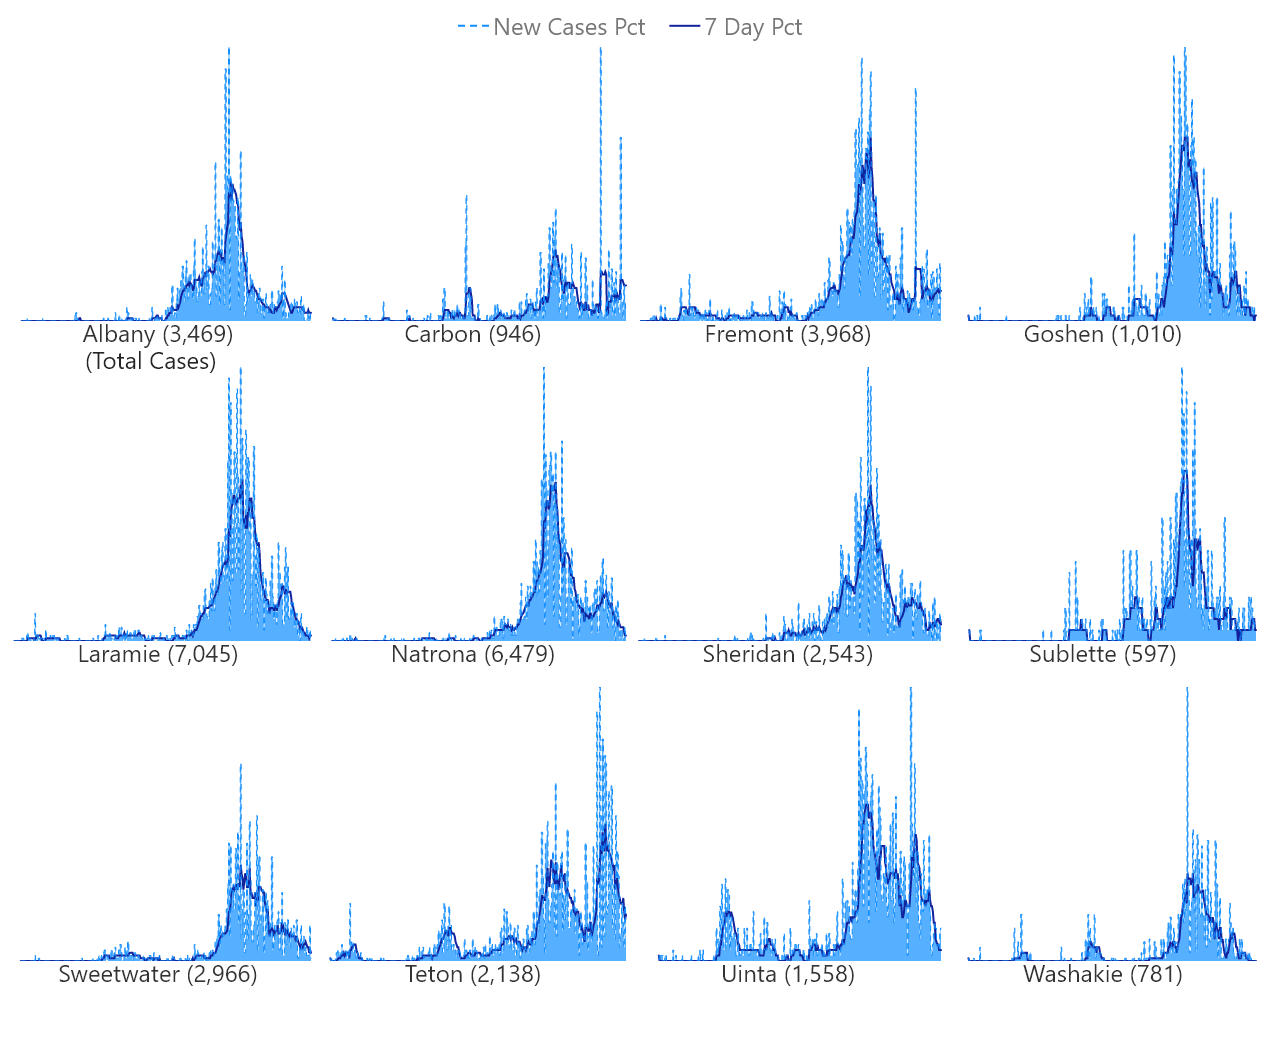 New Cases Pct 7 Day Pct
Albany (3,469) Carbon (946) Fremont (3,968) Goshen (1,010)
(Total Cases)
Laramie (7,045) Natrona (6,479) Sheridan (2,543) Sublette (597)
Sweetwater (2,966) Teton (2,138) Uinta (1,558) Washakie (781)